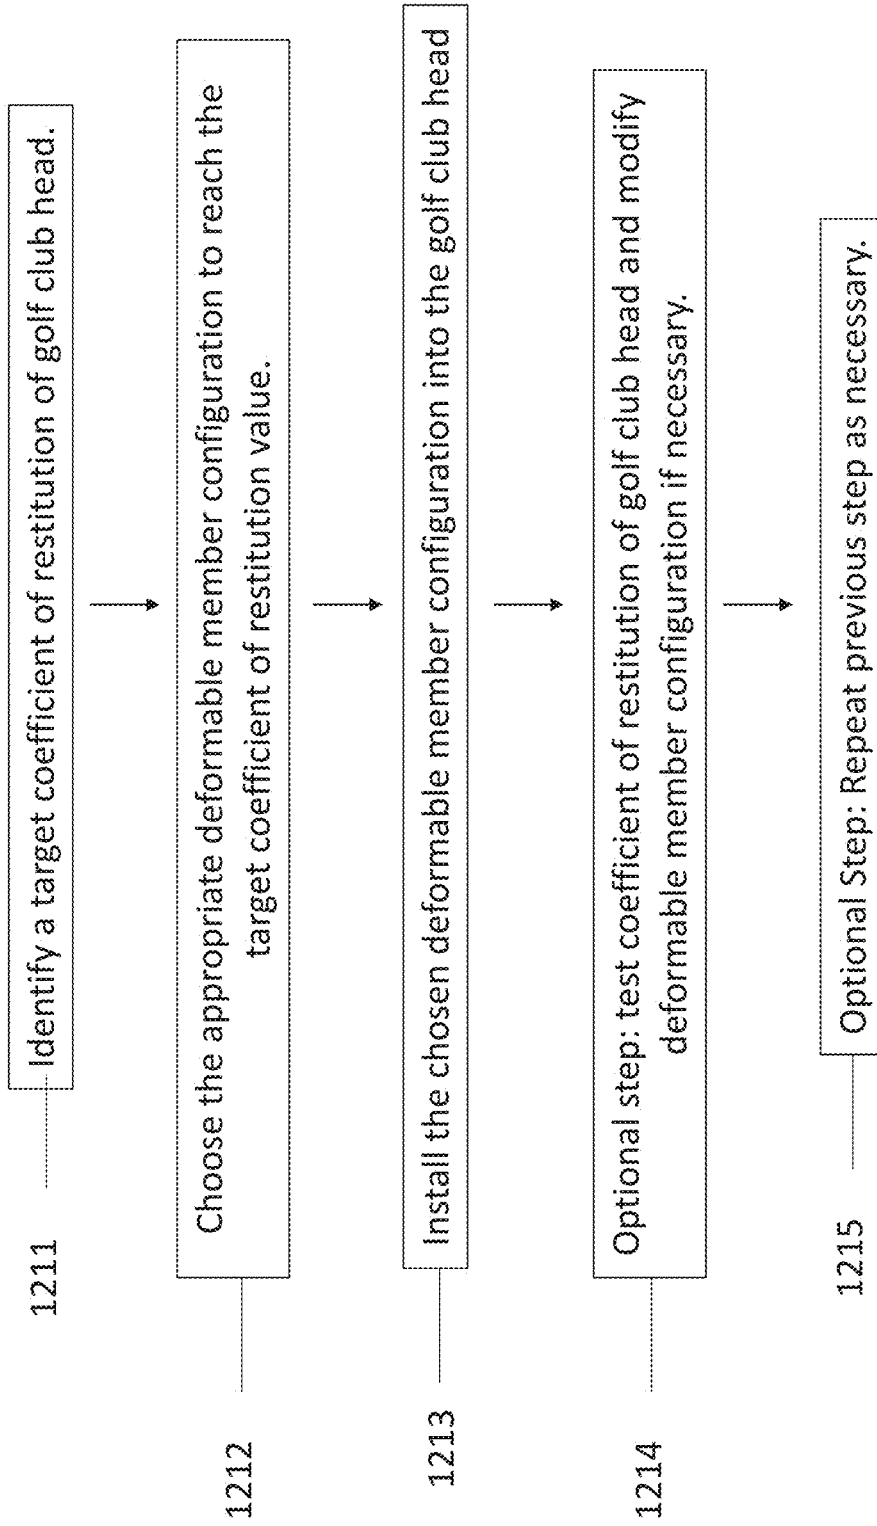 1211
Identify a target coefficient of restitution of golf club head.
1212
Choose the appropriate deformable member configuration to reach the
target coefficient of restitution value.
1213
Install the chosen deformable member configuration into the golf club head
1214
Optional step: test coefficient of restitution of golf club head and modify
deformable member configuration if necessary.
1215
Optional Step: Repeat previous step as necessary.